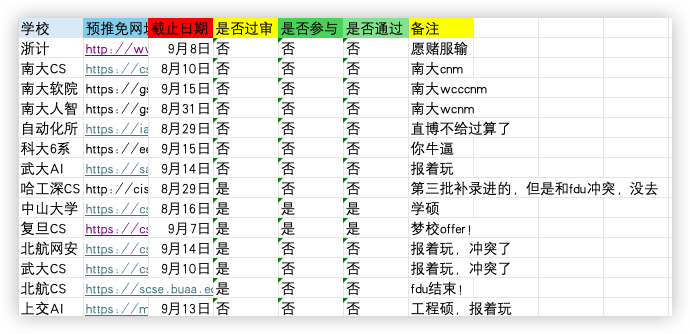 学校 预推免网址 截止日期 是否过审 是否参与 是否通过 备注
浙计 http://wv 9月8日 否 否 否 愿赌服输
南大CS https://cs 8月10日 否 否 否 南大cnm
南大软院 https://gs 9月15日 否 否 否 南大wcccnm
南大人智 https://gs 8月31日 否 否 否 南大wcnm
自动化所 https://ia 8月29日 否 否 否 直博不给过算了
科大6系 https://ee 9月15日 否 否 否 你牛逼
武大AI https://sa 9月14日 否 否 否 报着玩
哈工深CS http://cis 8月29日 是 否 否 第三批补录进的，但是和fdu冲突，没去
中山大学 https://cs 8月16日 是 是 是 学硕
复旦CS https://cs 9月7日 是 是 是 梦校offer！
北航网安 https://cs 9月14日 是 否 否 报着玩，冲突了
武大CS https://cs 9月10日 是 否 否 报着玩，冲突了
北航CS https://scse.buaa.ec 是 否 否 fdu结束！
上交AI https://m 9月13日 否 否 否 工程硕，报着玩